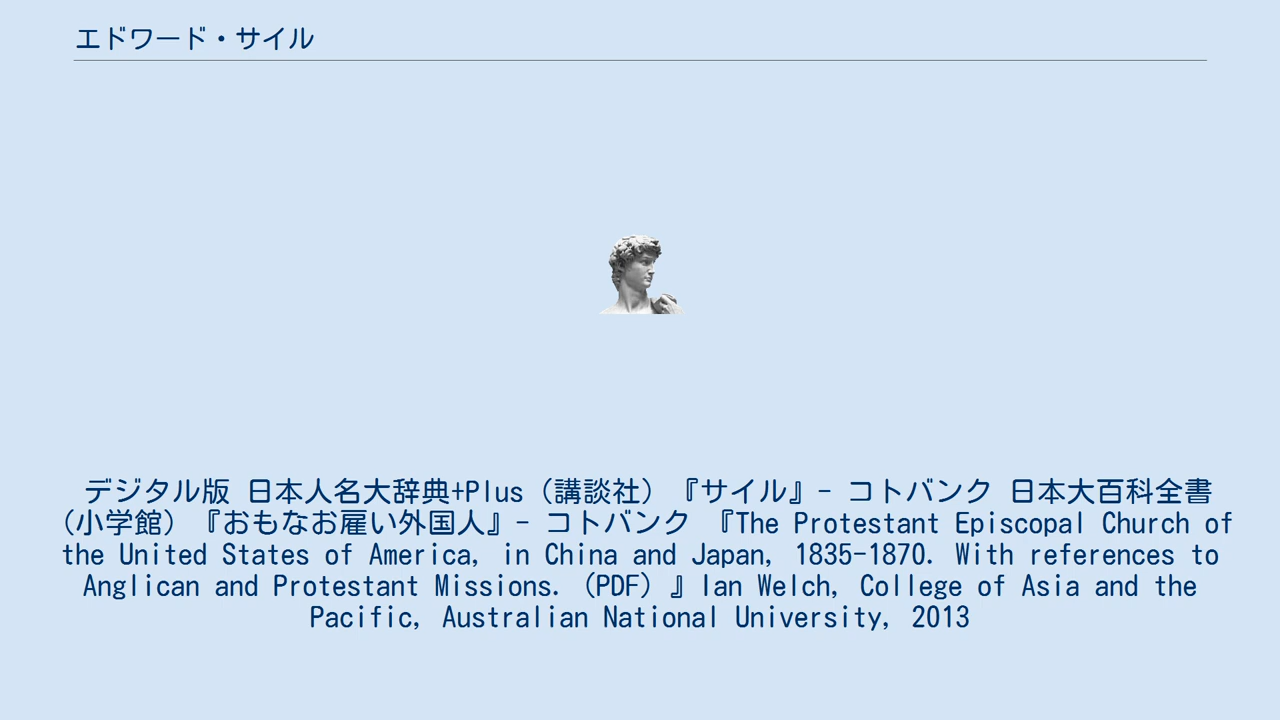 エドワード・サイル
デジタル版 日本人名大辞典+Plus（講談社）『サイル』- コトバンク 日本大百科全書
（小学館）『おもなお雇い外国人』- コトバンク 『The Protestant Episcopal Church of
the United States of America, in China and Japan, 1835-1870. With references to
Anglican and Protestant Missions.（PDF）』Ian Welch, College of Asia and the
Pacific, Australian National University, 2013